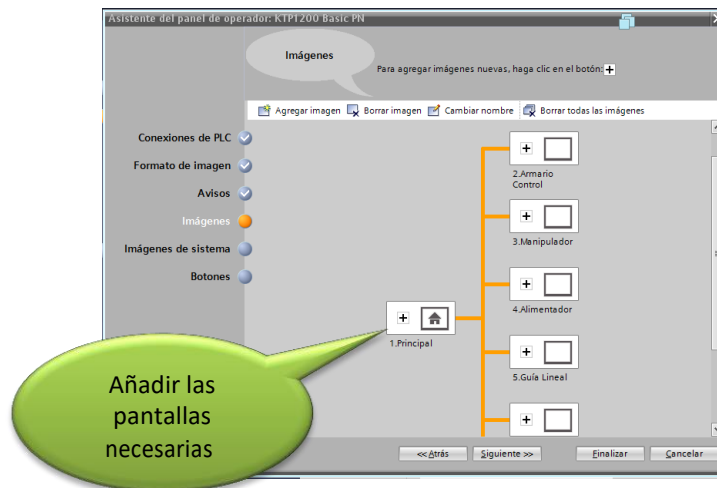 Asistente del panel de operador: KTP1200 Basic PN
Imágenes
Para agregar imágenes nuevas, haga clic en el botón:
Agregar imagen Borrar imagen Cambiar nombre Borrar todas las imágenes
Conexiones de PLC
Formato de imagen
Avisos
Imágenes
Imágenes de sistema
Botones
2.Armario
Control
3.Manipulador
4.Alimentador
1.Principal
5.Guía Lineal
Añadir las
pantallas
necesarias
<<Atrás Siguiente >> Finalizar Cancelar